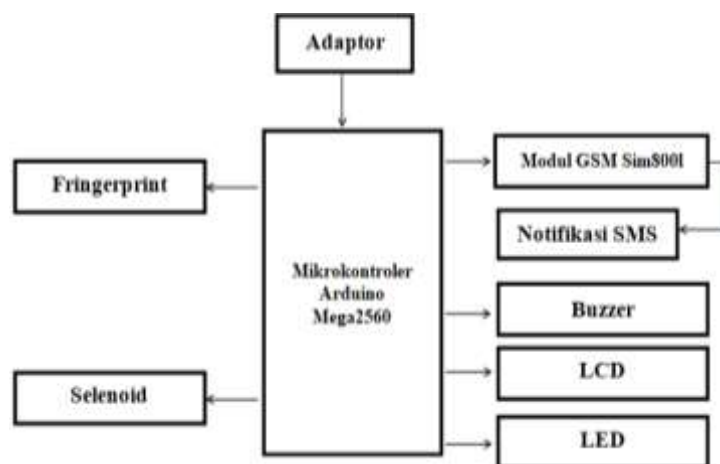 Adaptor
Fringerprint
Selenoid
Mikrokontroler
Arduino
Mega2560
Modul GSM Sim800l
Notifikasi SMS
Buzzer
LCD
LED